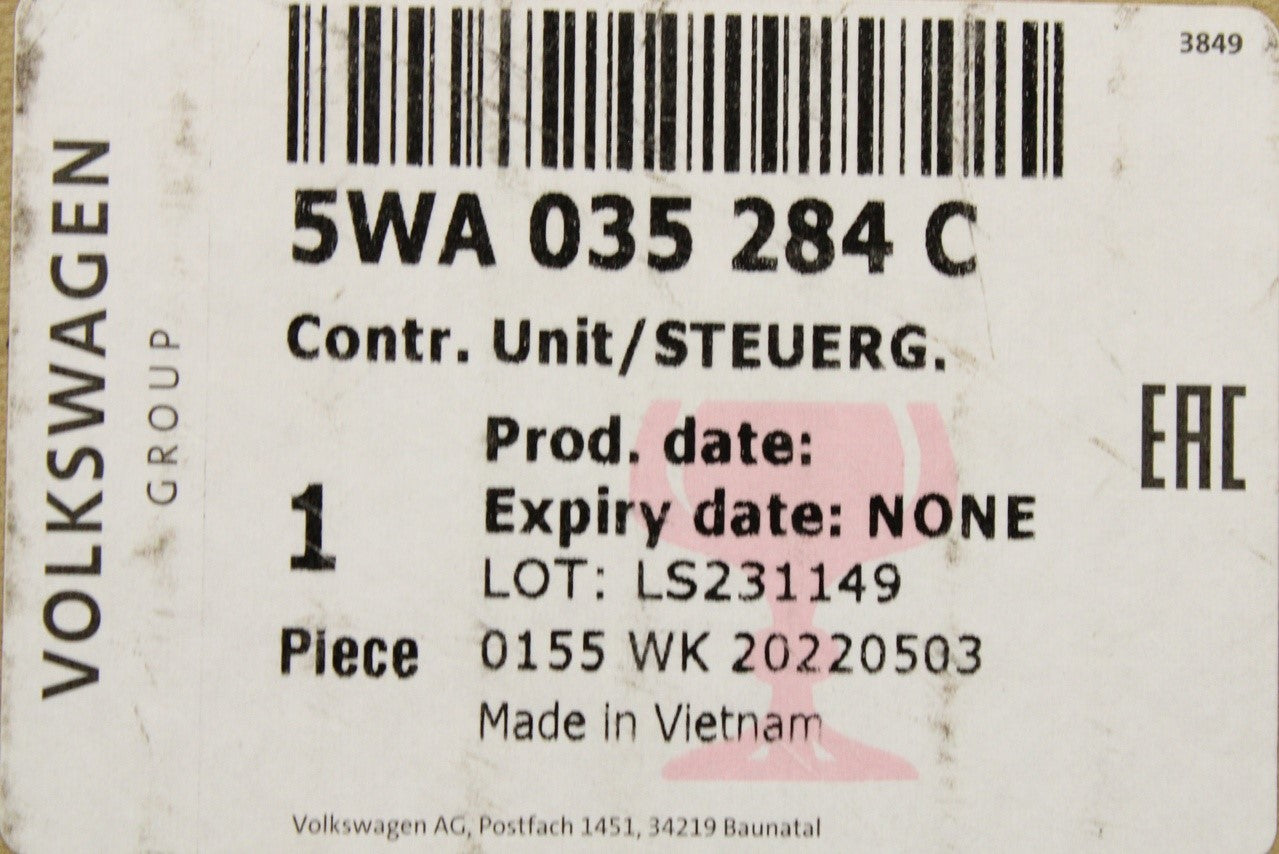 3849
5WA 035 284 C
Contr. Unit/STEUERG.
Prod. date:
Expiry date: NONE
1
LOT: LS231149
Piece
0155 WK 20220503
Made in Vietnam
Volkswagen AG, Postfach 1451, 34219 Baunatal
VOLKSWAGEN
GROUP
EAC